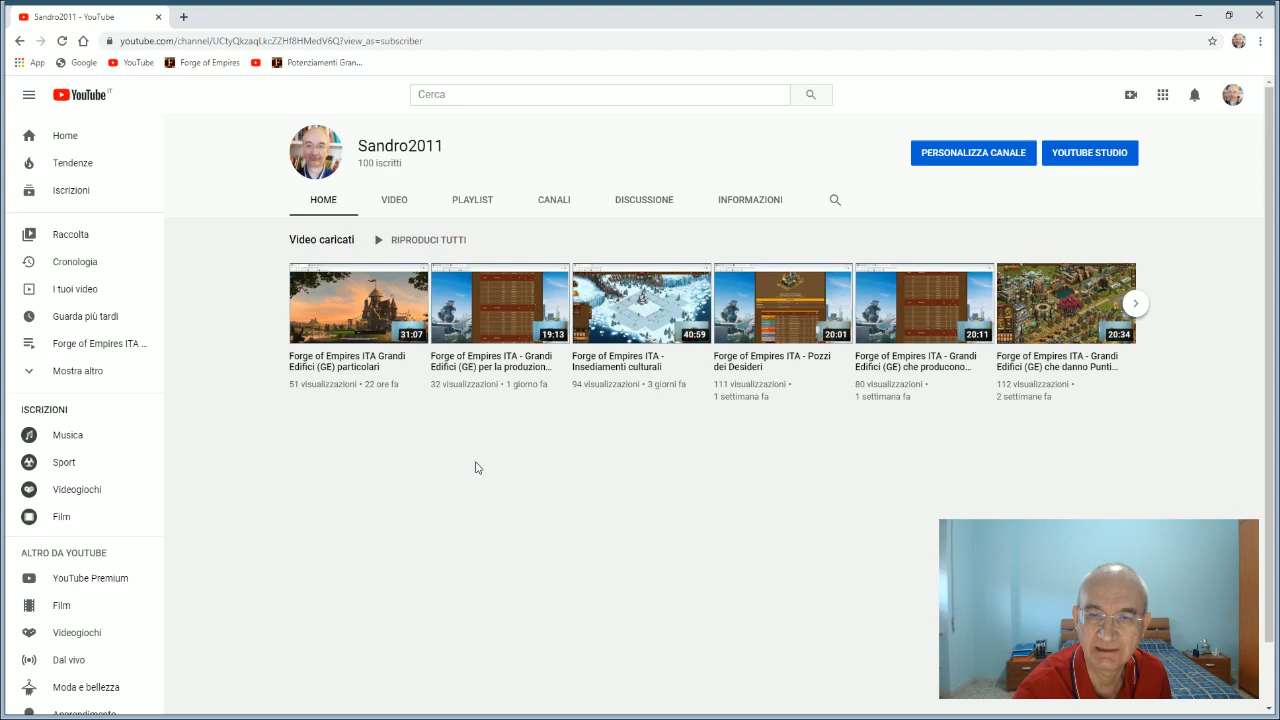 Sandro2011 - YouTube
youtube.com/channel/UCtyQkzaqLkcZZHf8HMedV6Q?view_as=subscriber
App Google YouTube Forge of Empires Potenziamenti Gran...
YouTube IT
Cerca
Home
Tendenze
Iscrizioni
Raccolta
Cronologia
I tuoi video
Guarda più tardi
Forge of Empires ITA ...
Mostra altro
ISCRIZIONI
Musica
Sport
Videogiochi
Film
ALTRO DA YOUTUBE
YouTube Premium
Film
Videogiochi
Dal vivo
Moda e bellezza
Apprendimento
Sandro2011
100 iscritti
PERSONALIZZA CANALE YOUTUBE STUDIO
HOME VIDEO PLAYLIST CANALI DISCUSSIONE INFORMAZIONI
Video caricati RIPRODUCI TUTTI
31:07
Forge of Empires ITA Grandi
Edifici (GE) particolari
51 visualizzazioni • 22 ore fa
19:13
Forge of Empires ITA - Grandi
Edifici (GE) per la produzion...
32 visualizzazioni • 1 giorno fa
40:59
Forge of Empires ITA -
Insediamenti culturali
94 visualizzazioni • 3 giorni fa
20:01
Forge of Empires ITA - Pozzi
dei Desideri
111 visualizzazioni •
1 settimana fa
20:11
Forge of Empires ITA - Grandi
Edifici (GE) che producono...
80 visualizzazioni •
1 settimana fa
20:34
Forge of Empires ITA - Grandi
Edifici (GE) che danno Punti...
112 visualizzazioni •
2 settimane fa